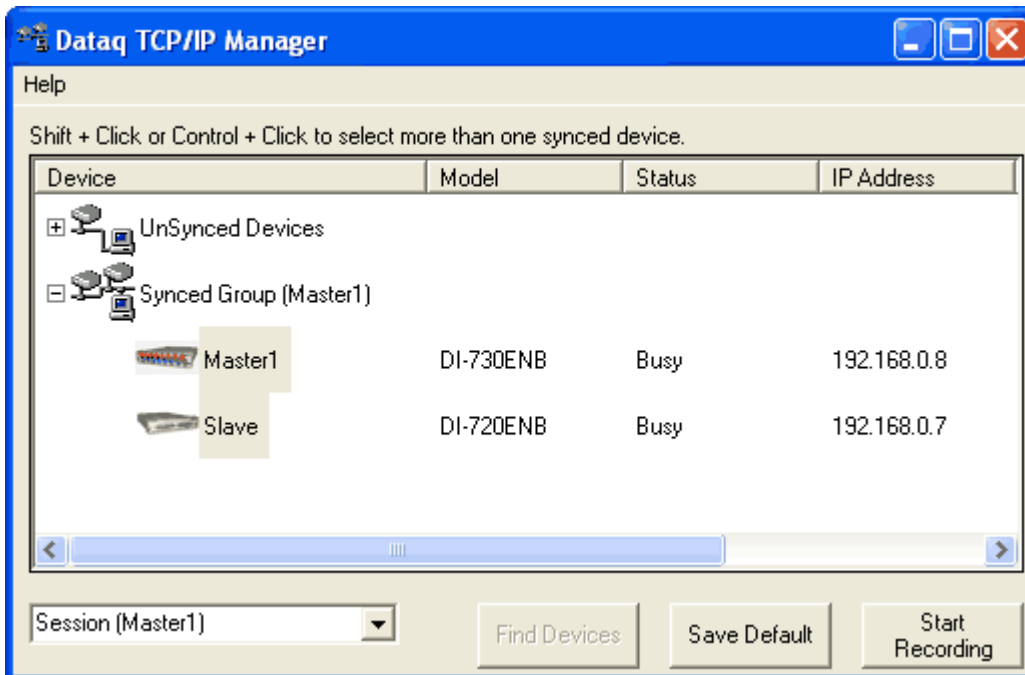 Dataq TCP/IP Manager
Help
Shift + Click or Control + Click to select more than one synced device.
Device Model Status IP Address
UnSynced Devices
Synced Group (Master1)
Master1 DI-730ENB Busy 192.168.0.8
Slave DI-720ENB Busy 192.168.0.7
Session (Master1) Find Devices Save Default Start Recording